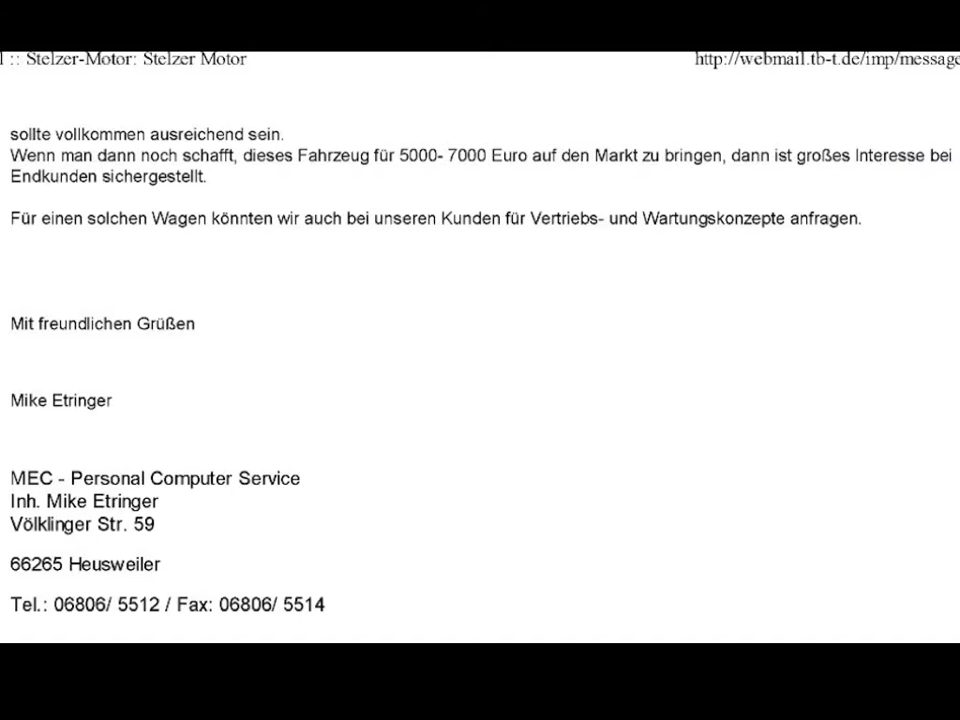 l :: Stelzer-Motor: Stelzer Motor http://webmail.tb-t.de/imp/message
sollte vollkommen ausreichend sein.
Wenn man dann noch schafft, dieses Fahrzeug für 5000- 7000 Euro auf den Markt zu bringen, dann ist großes Interesse bei
Endkunden sichergestellt.
Für einen solchen Wagen könnten wir auch bei unseren Kunden für Vertriebs- und Wartungskonzepte anfragen.
Mit freundlichen Grüßen
Mike Etringer
MEC - Personal Computer Service
Inh. Mike Etringer
Völklinger Str. 59
66265 Heusweiler
Tel.: 06806/ 5512 / Fax: 06806/ 5514